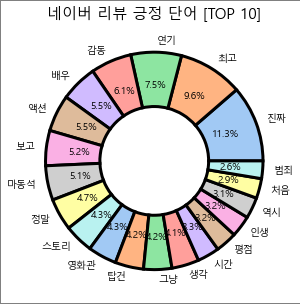 네이버 리뷰 긍정 단어 [TOP 10]
연기
최고
진짜
범죄
처음
역시
인생
평점
시간
생각
그냥
탑건
영화관
스토리
정말
마동석
보고
액션
배우
감동
7.5%
9.6%
11.3%
2.6%
2.9%
3.1%
3.2%
3.2%
3.3%
4.1%
4.2%
4.2%
4.3%
4.3%
4.7%
5.1%
5.2%
5.5%
5.5%
6.1%